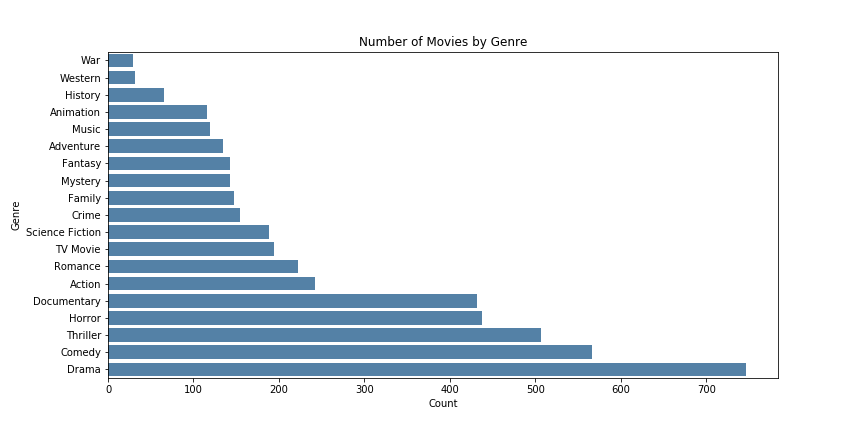 Number of Movies by Genre
War
Western
History
Animation
Music
Adventure
Fantasy
Mystery
Family
Crime
Science Fiction
TV Movie
Romance
Action
Documentary
Horror
Thriller
Comedy
Drama
Genre
0 100 200 300 400 500 600 700
Count